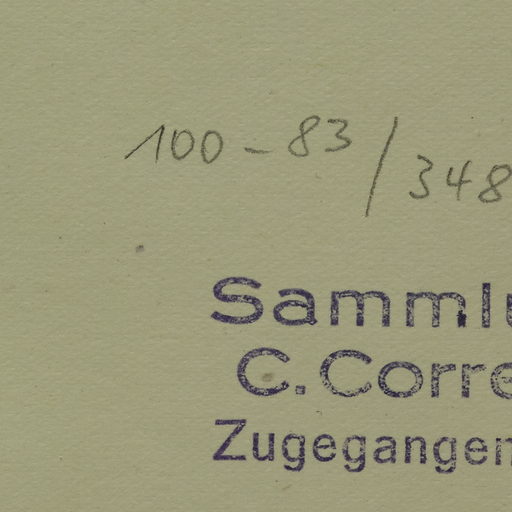 100 - 83 / 348
Samml
C. Corre
Zugegangen